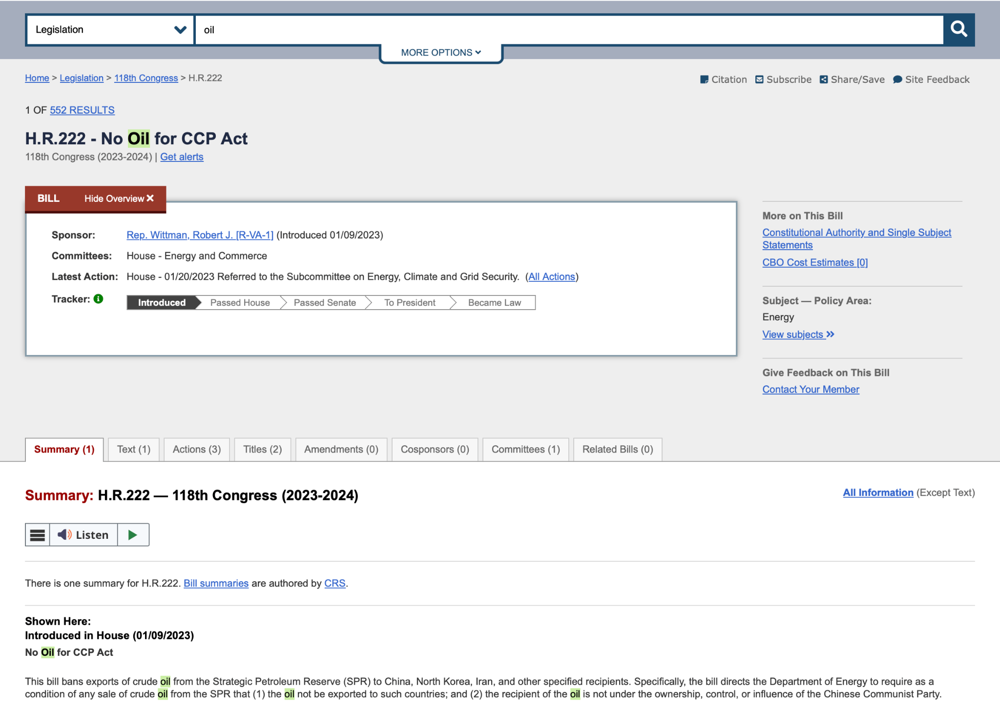 Legislation
oil
MORE OPTIONS
Home > Legislation > 118th Congress > H.R.222
Citation Subscribe Share/Save Site Feedback
1 OF 552 RESULTS
H.R.222 - No Oil for CCP Act
118th Congress (2023-2024) | Get alerts
BILL Hide Overview
Sponsor: Rep. Wittman, Robert J. [R-VA-1] (Introduced 01/09/2023)
Committees: House - Energy and Commerce
Latest Action: House - 01/20/2023 Referred to the Subcommittee on Energy, Climate and Grid Security. (All Actions)
Tracker: Introduced Passed House Passed Senate To President Became Law
More on This Bill
Constitutional Authority and Single Subject
Statements
CBO Cost Estimates [0]
Subject — Policy Area:
Energy
View subjects
Give Feedback on This Bill
Contact Your Member
Summary (1) Text (1) Actions (3) Titles (2) Amendments (0) Cosponsors (0) Committees (1) Related Bills (0)
Summary: H.R.222 — 118th Congress (2023-2024)
All Information (Except Text)
Listen
There is one summary for H.R.222. Bill summaries are authored by CRS.
Shown Here:
Introduced in House (01/09/2023)
No Oil for CCP Act
This bill bans exports of crude oil from the Strategic Petroleum Reserve (SPR) to China, North Korea, Iran, and other specified recipients. Specifically, the bill directs the Department of Energy to require as a
condition of any sale of crude oil from the SPR that (1) the oil not be exported to such countries; and (2) the recipient of the oil is not under the ownership, control, or influence of the Chinese Communist Party.